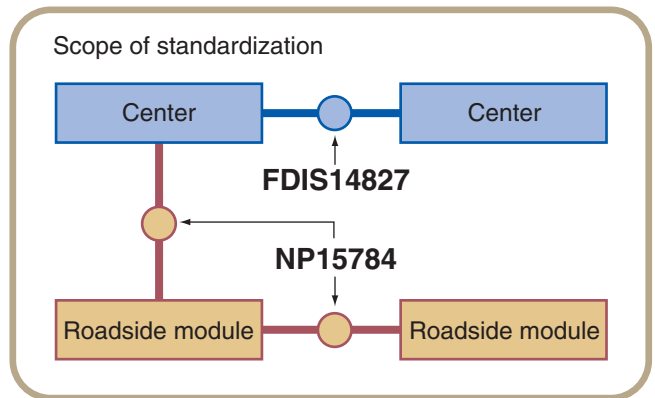 Scope of standardization
Center
Center
FDIS14827
NP15784
Roadside module
Roadside module